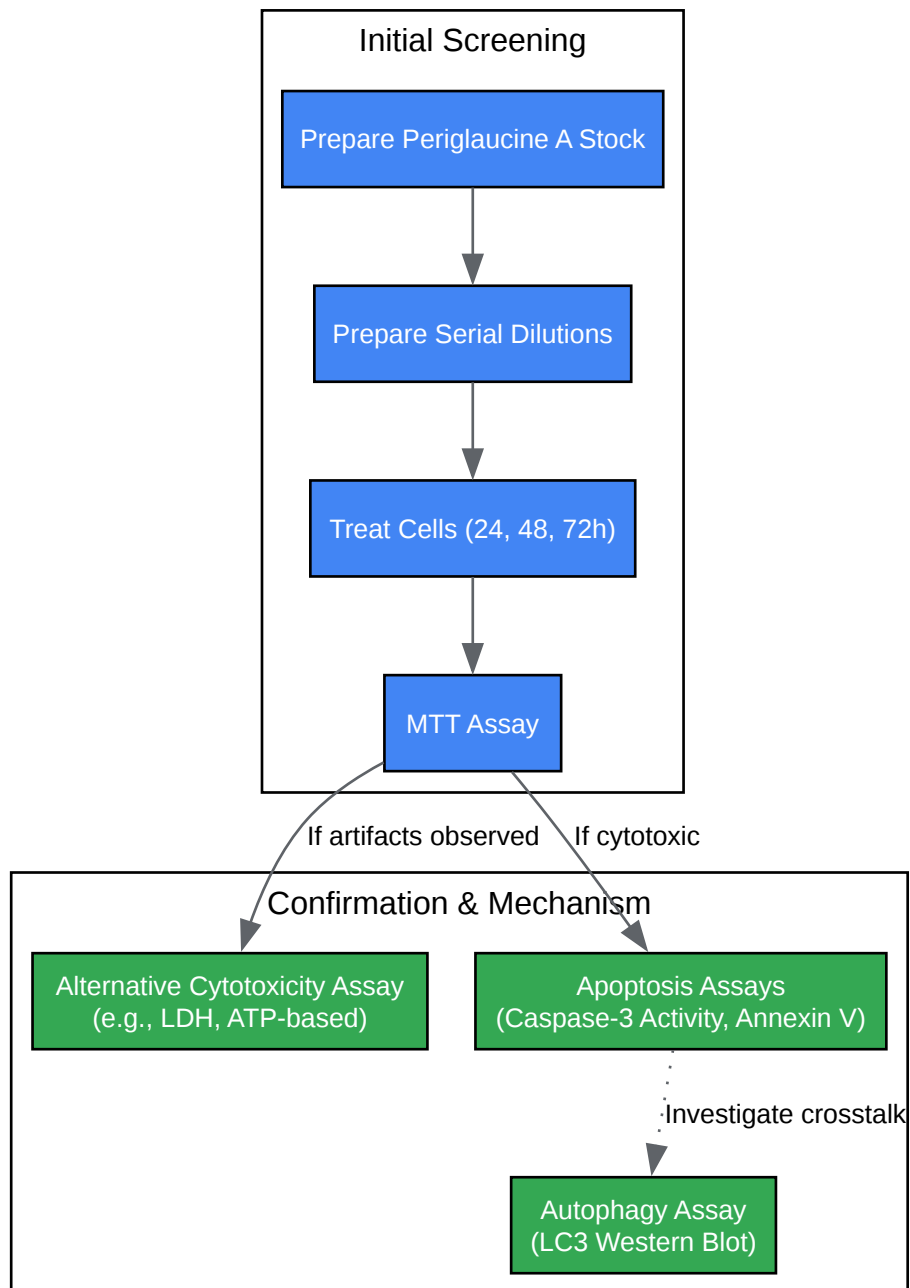 Initial Screening
Prepare Periglaucine A Stock
Prepare Serial Dilutions
Treat Cells (24, 48, 72h)
MTT Assay
If artifacts observed
If cytotoxic
Confirmation & Mechanism
Alternative Cytotoxicity Assay
(e.g., LDH, ATP-based)
Apoptosis Assays
(Caspase-3 Activity, Annexin V)
Investigate crosstalk
Autophagy Assay
(LC3 Western Blot)